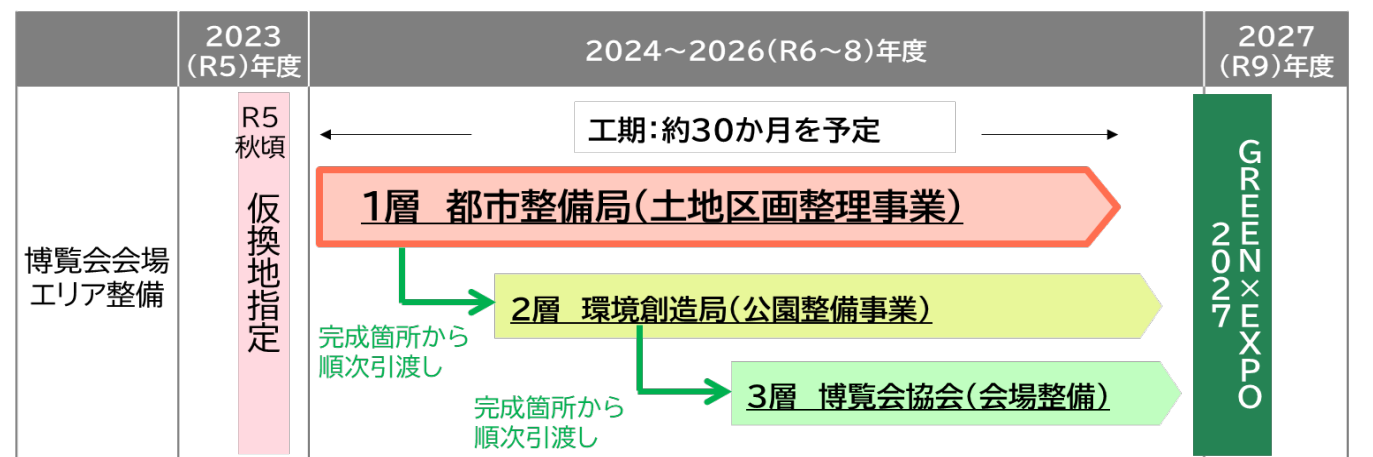 2023
(R5)年度
2024～2026(R6～8)年度
2027
(R9)年度
博覧会会場
エリア整備
R5
秋頃
仮換地指定
工期：約30か月を予定
1層　都市整備局(土地区画整理事業)
完成箇所から
順次引渡し
2層　環境創造局(公園整備事業)
完成箇所から
順次引渡し
3層　博覧会協会(会場整備)
GREEN×EXPO
2027